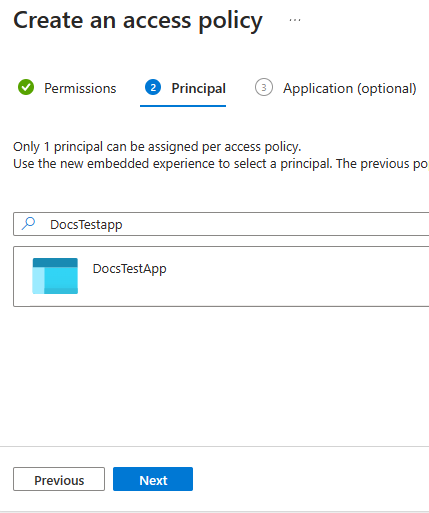 Create an access policy ...
Permissions
2 Principal
3 Application (optional)
Only 1 principal can be assigned per access policy.
Use the new embedded experience to select a principal. The previous po
DocsTestapp
DocsTestApp
Previous
Next